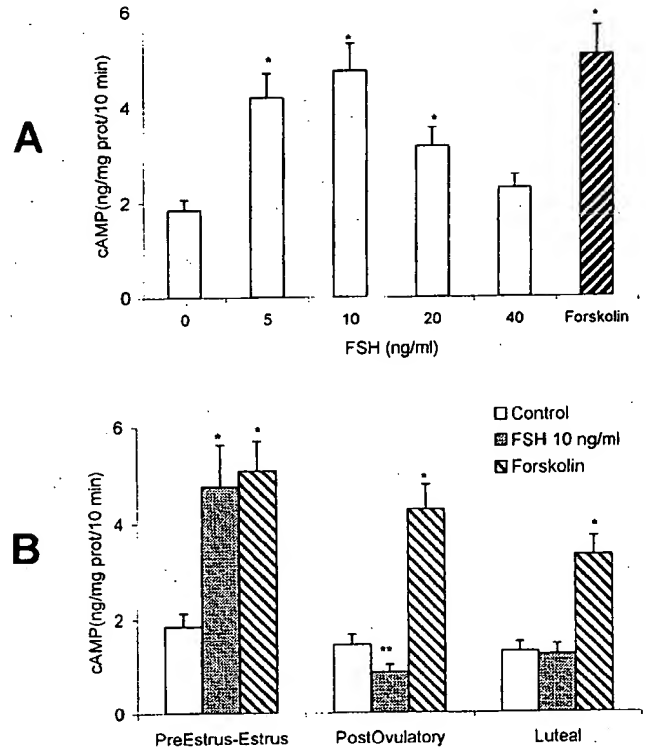 A
cAMP(ng/mg prot/10 min)
6
4
2
0
*
*
*
*
0 5 10 20 40 Forskolin
FSH (ng/ml)
B
cAMP(ng/mg prot/10 min)
6
4
2
0
Control
FSH 10 ng/ml
Forskolin
* *
** *
*
PreEstrus-Estrus PostOvulatory Luteal